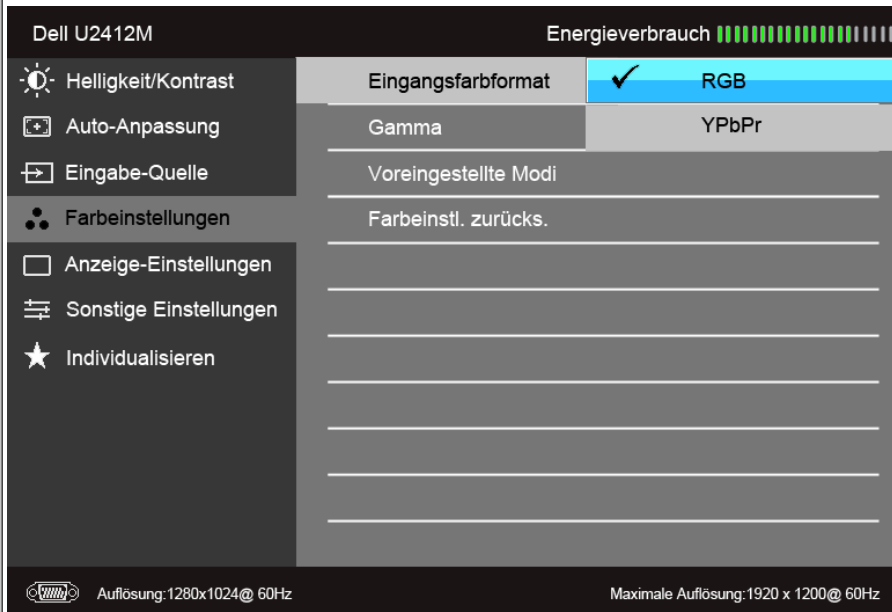 Dell U2412M
Energieverbrauch
Helligkeit/Kontrast
Auto-Anpassung
Eingabe-Quelle
Farbeinstellungen
Anzeige-Einstellungen
Sonstige Einstellungen
Individualisieren
Eingangsfarbformat
RGB
YPbPr
Gamma
Voreingestellte Modi
Farbeinstl. zurücks.
Auflösung:1280x1024@ 60Hz
Maximale Auflösung:1920 x 1200@ 60Hz